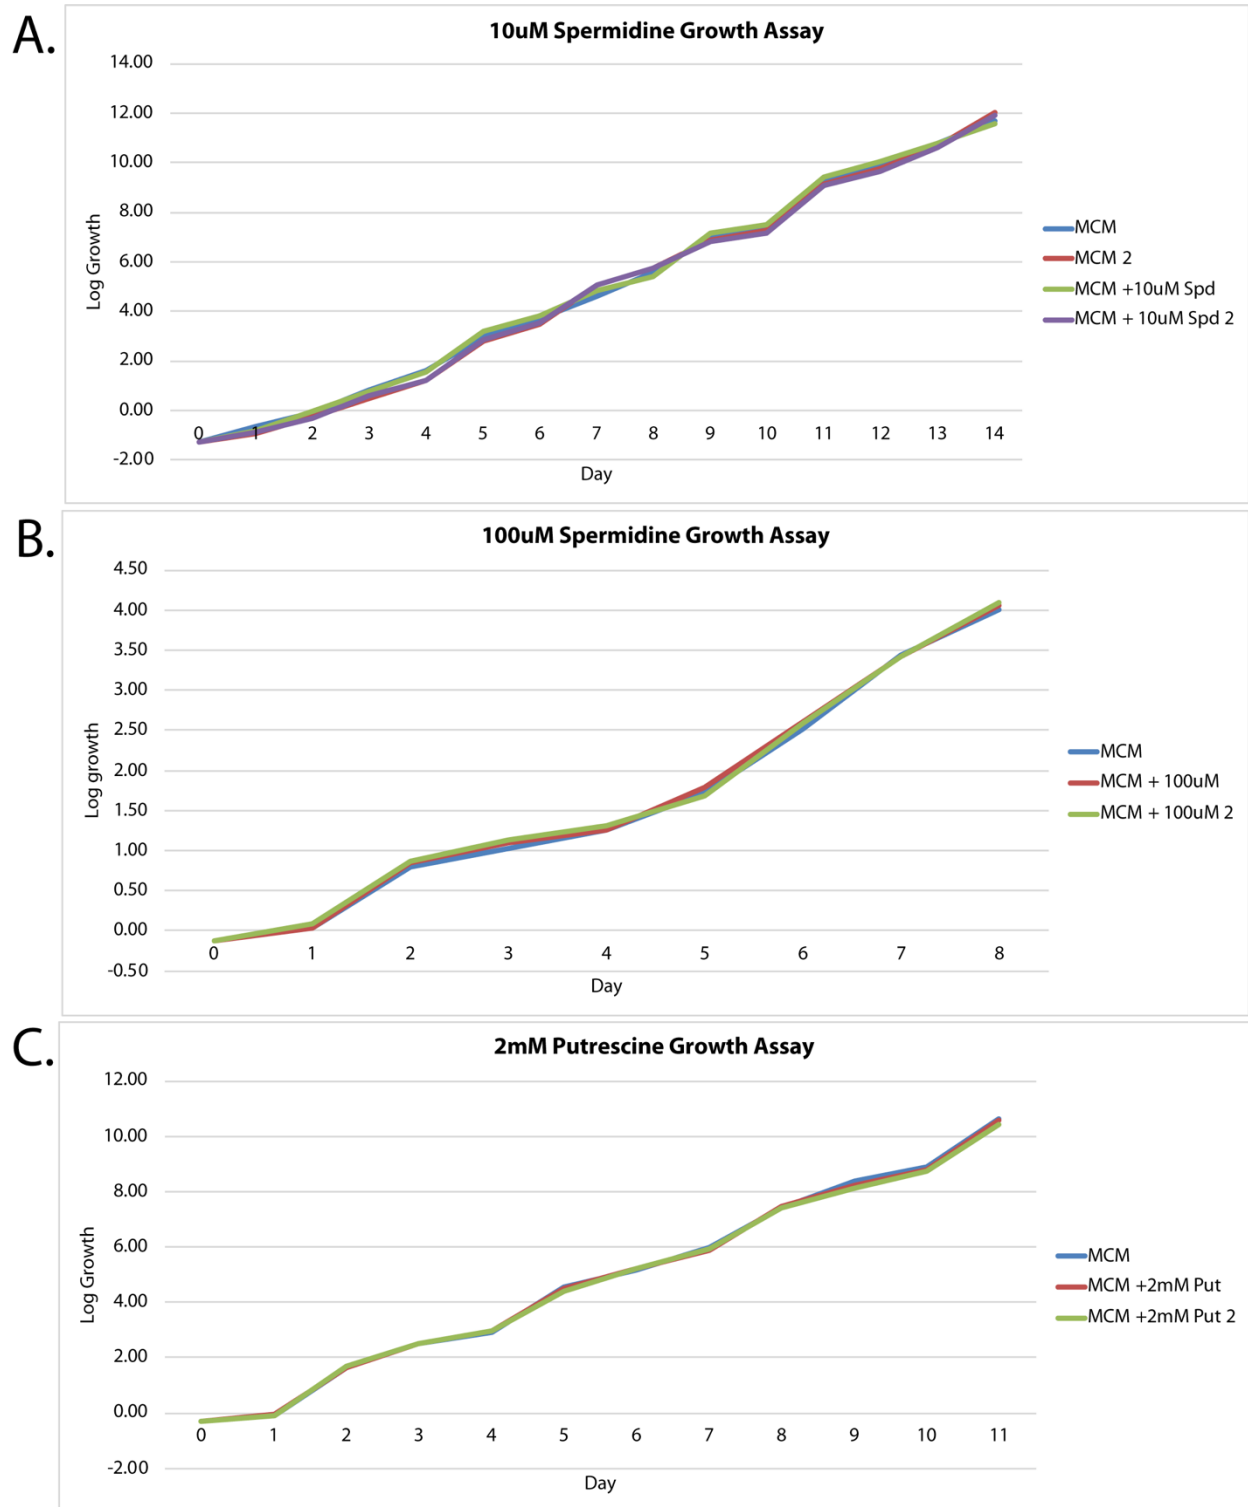 A.
10uM Spermidine Growth Assay
14.00
12.00
10.00
8.00
6.00
4.00
2.00
0.00
-2.00
Log Growth
0 1 2 3 4 5 6 7 8 9 10 11 12 13 14
Day
MCM
MCM 2
MCM +10uM Spd
MCM + 10uM Spd 2
B.
100uM Spermidine Growth Assay
4.50
4.00
3.50
3.00
2.50
2.00
1.50
1.00
0.50
0.00
-0.50
Log growth
0 1 2 3 4 5 6 7 8
Day
MCM
MCM + 100uM
MCM + 100uM 2
C.
2mM Putrescine Growth Assay
12.00
10.00
8.00
6.00
4.00
2.00
0.00
-2.00
Log Growth
0 1 2 3 4 5 6 7 8 9 10 11
Day
MCM
MCM +2mM Put
MCM +2mM Put 2